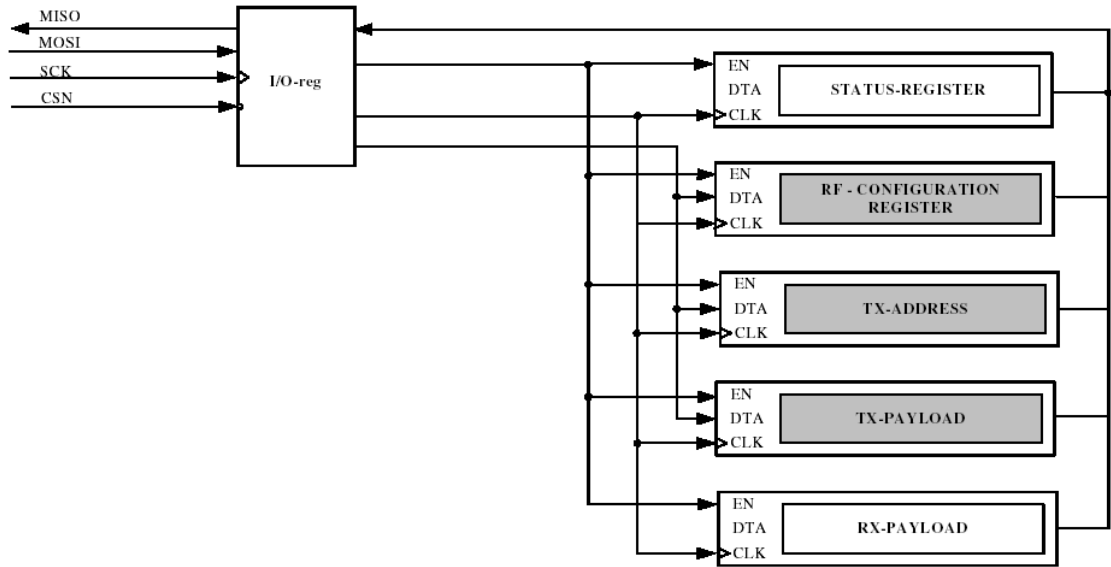 MISO
MOSI
SCK
CSN
I/O-reg
EN
DTA
CLK
STATUS-REGISTER
EN
DTA
CLK
RF - CONFIGURATION
REGISTER
EN
DTA
CLK
TX-ADDRESS
EN
DTA
CLK
TX-PAYLOAD
EN
DTA
CLK
RX-PAYLOAD